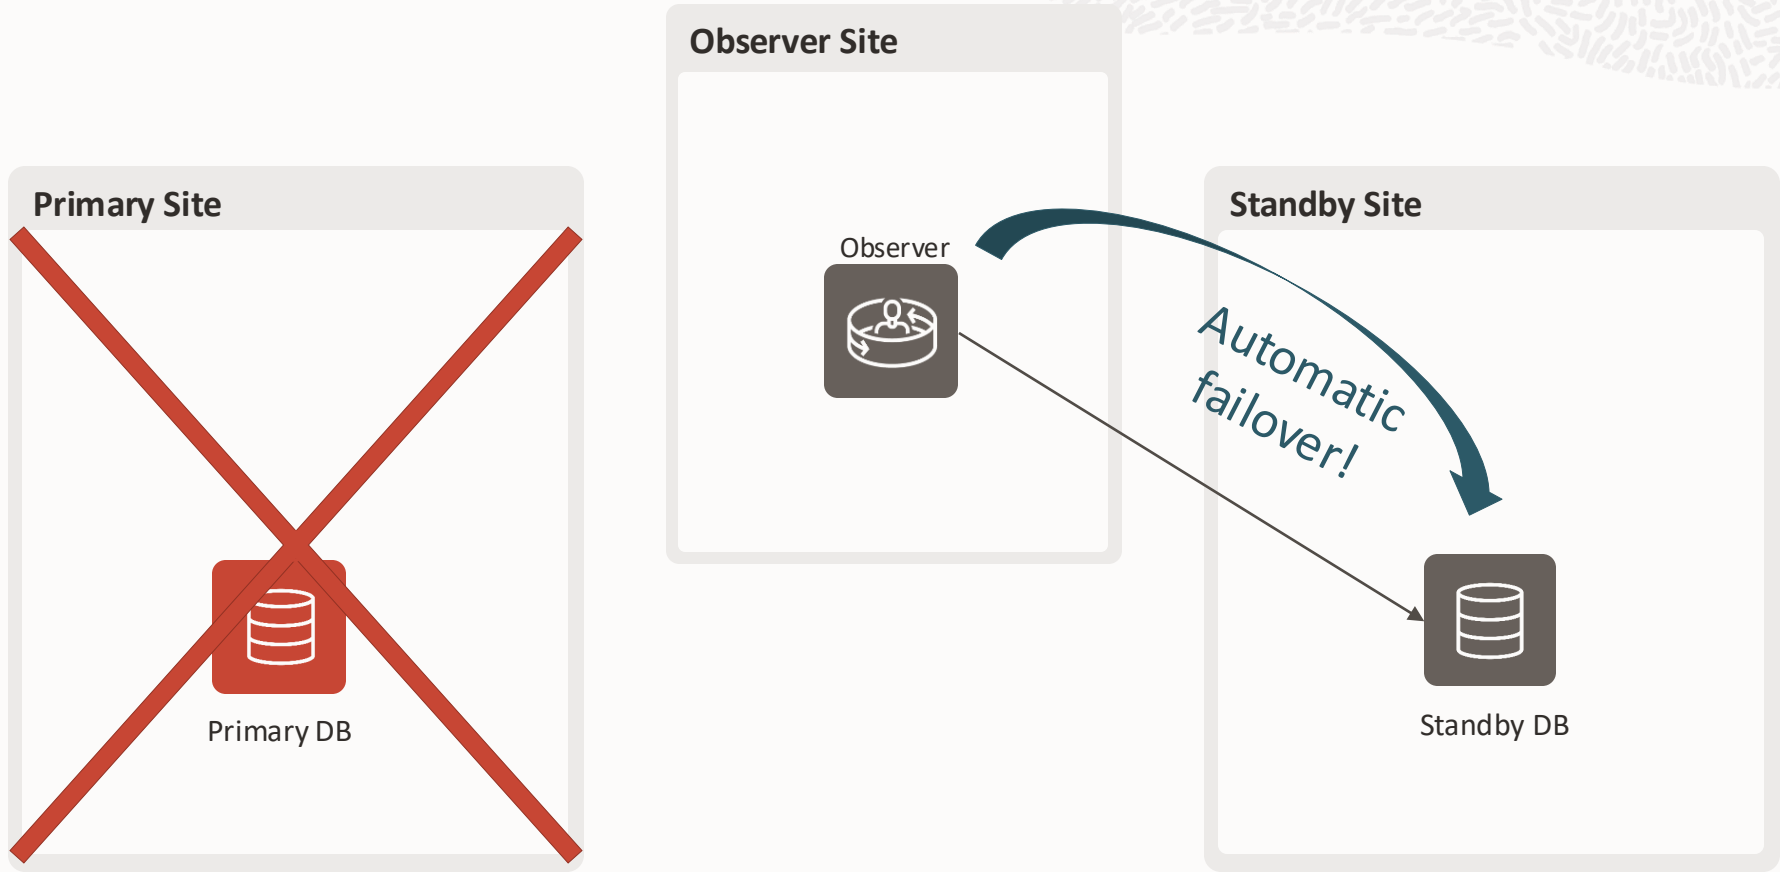 Observer Site
Primary Site
Standby Site
Observer
Automatic
failover!
Primary DB
Standby DB